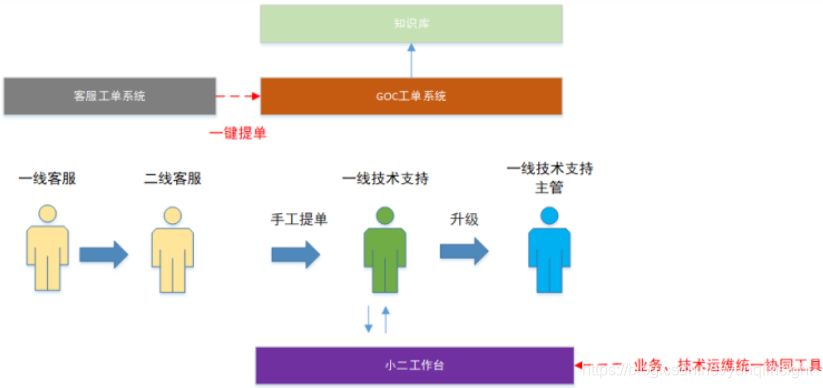 知识库
客服工单系统
GOC工单系统
一键提单
一线客服
二线客服
一线技术支持
一线技术支持
主管
手工提单
升级
小二工作台
业务、技术运维统一协同工具